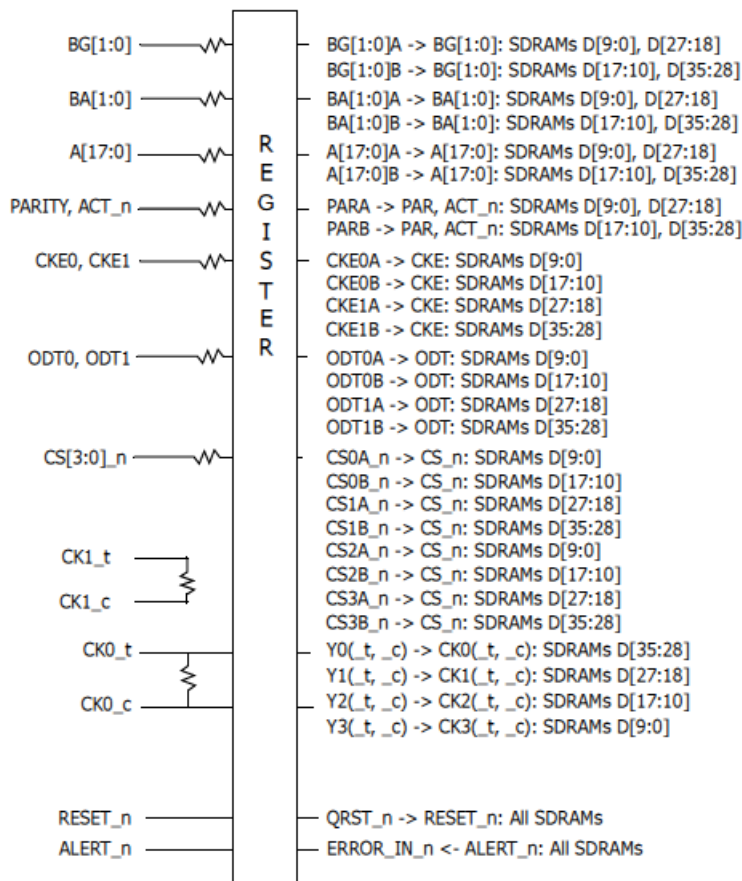 BG[1:0]
BG[1:0]A -> BG[1:0]: SDRAMs D[9:0], D[27:18]
BG[1:0]B -> BG[1:0]: SDRAMs D[17:10], D[35:28]
BA[1:0]
BA[1:0]A -> BA[1:0]: SDRAMs D[9:0], D[27:18]
BA[1:0]B -> BA[1:0]: SDRAMs D[17:10], D[35:28]
A[17:0]
A[17:0]A -> A[17:0]: SDRAMs D[9:0], D[27:18]
A[17:0]B -> A[17:0]: SDRAMs D[17:10], D[35:28]
PARITY, ACT_n
PARA -> PAR, ACT_n: SDRAMs D[9:0], D[27:18]
PARB -> PAR, ACT_n: SDRAMs D[17:10], D[35:28]
CKE0, CKE1
CKE0A -> CKE: SDRAMs D[9:0]
CKE0B -> CKE: SDRAMs D[17:10]
CKE1A -> CKE: SDRAMs D[27:18]
CKE1B -> CKE: SDRAMs D[35:28]
ODT0, ODT1
ODT0A -> ODT: SDRAMs D[9:0]
ODT0B -> ODT: SDRAMs D[17:10]
ODT1A -> ODT: SDRAMs D[27:18]
ODT1B -> ODT: SDRAMs D[35:28]
CS[3:0]_n
CS0A_n -> CS_n: SDRAMs D[9:0]
CS0B_n -> CS_n: SDRAMs D[17:10]
CS1A_n -> CS_n: SDRAMs D[27:18]
CS1B_n -> CS_n: SDRAMs D[35:28]
CS2A_n -> CS_n: SDRAMs D[9:0]
CS2B_n -> CS_n: SDRAMs D[17:10]
CS3A_n -> CS_n: SDRAMs D[27:18]
CS3B_n -> CS_n: SDRAMs D[35:28]
CK1_t
CK1_c
CK0_t
CK0_c
Y0(_t, _c) -> CK0(_t, _c): SDRAMs D[35:28]
Y1(_t, _c) -> CK1(_t, _c): SDRAMs D[27:18]
Y2(_t, _c) -> CK2(_t, _c): SDRAMs D[17:10]
Y3(_t, _c) -> CK3(_t, _c): SDRAMs D[9:0]
RESET_n
QRST_n -> RESET_n: All SDRAMs
ALERT_n
ERROR_IN_n <- ALERT_n: All SDRAMs
REGISTER